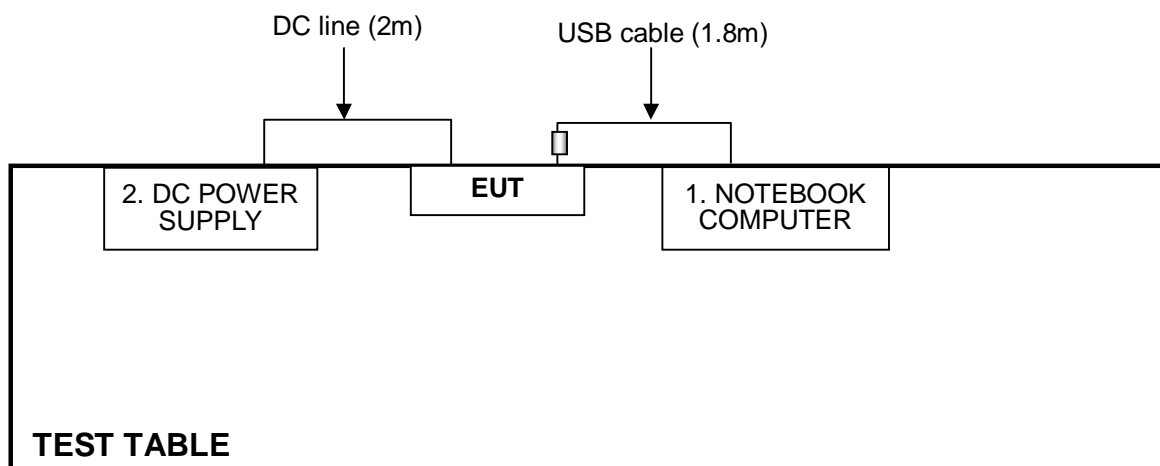 DC line (2m)
USB cable (1.8m)
2. DC POWER
SUPPLY
EUT
1. NOTEBOOK
COMPUTER
TEST TABLE